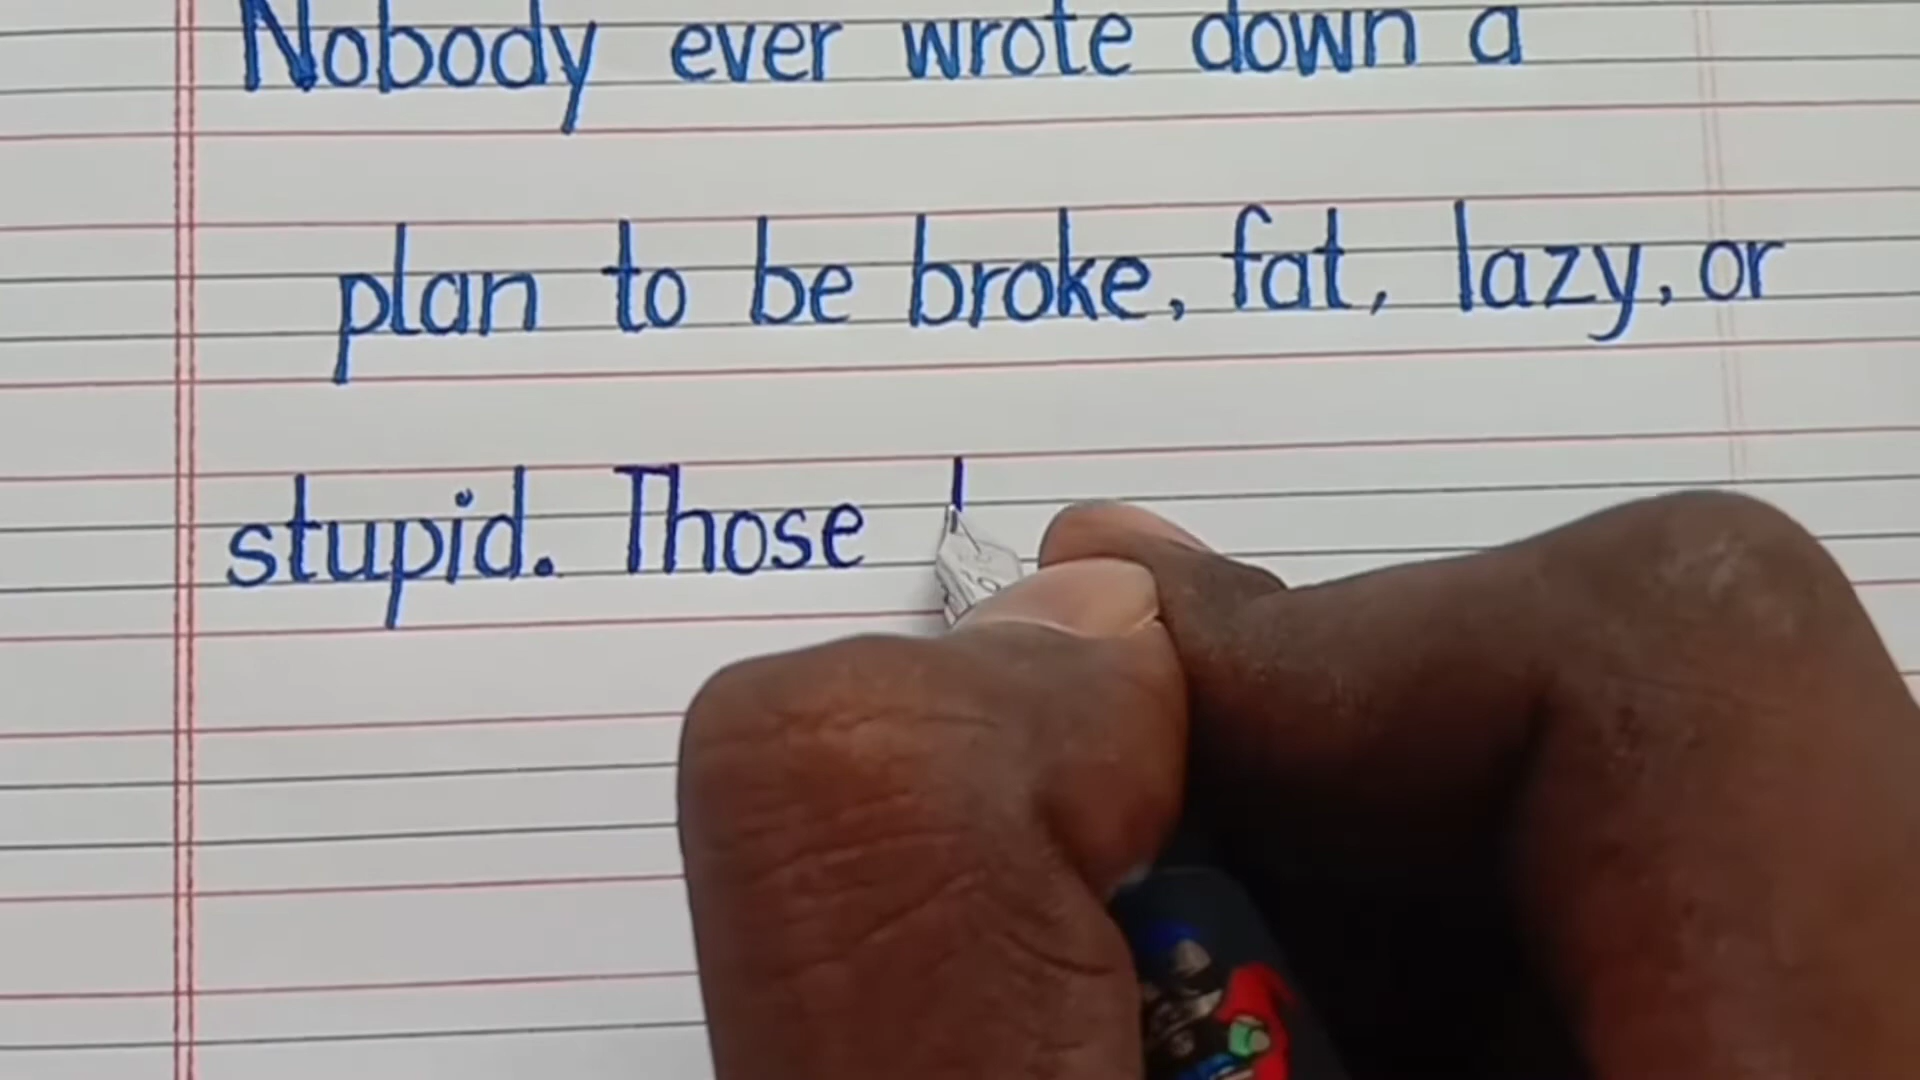 Nobody ever wrote down a
plan to be broke, fat, lazy, or
stupid. Those